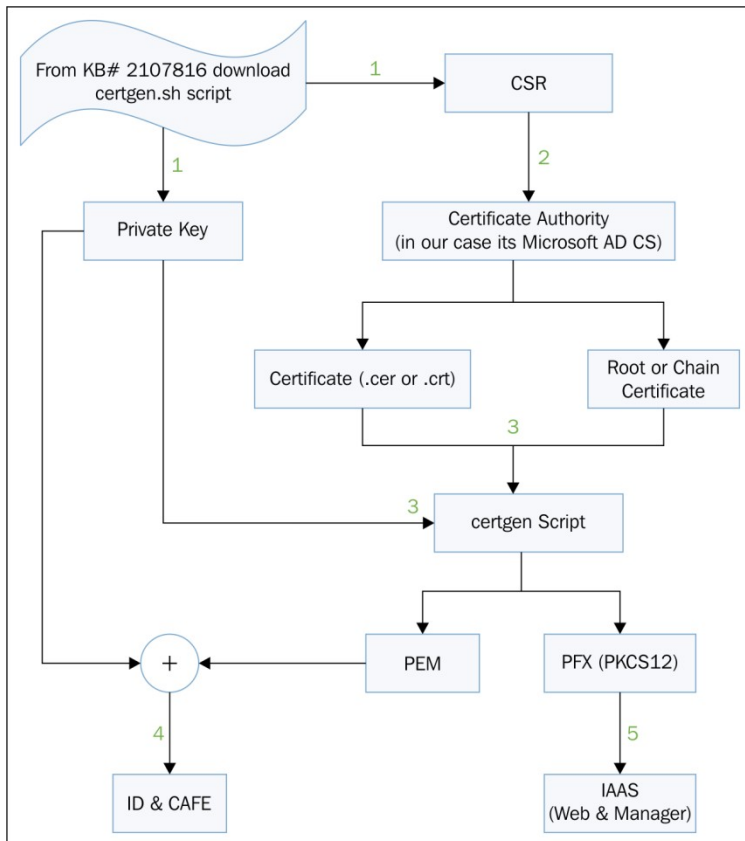 From KB# 2107816 download
certgen.sh script
1
CSR
1
2
Private Key
Certificate Authority
(in our case its Microsoft AD CS)
Certificate (.cer or .crt)
Root or Chain
Certificate
3
3
certgen Script
+
PEM
PFX (PKCS12)
4
5
ID & CAFE
IAAS
(Web & Manager)